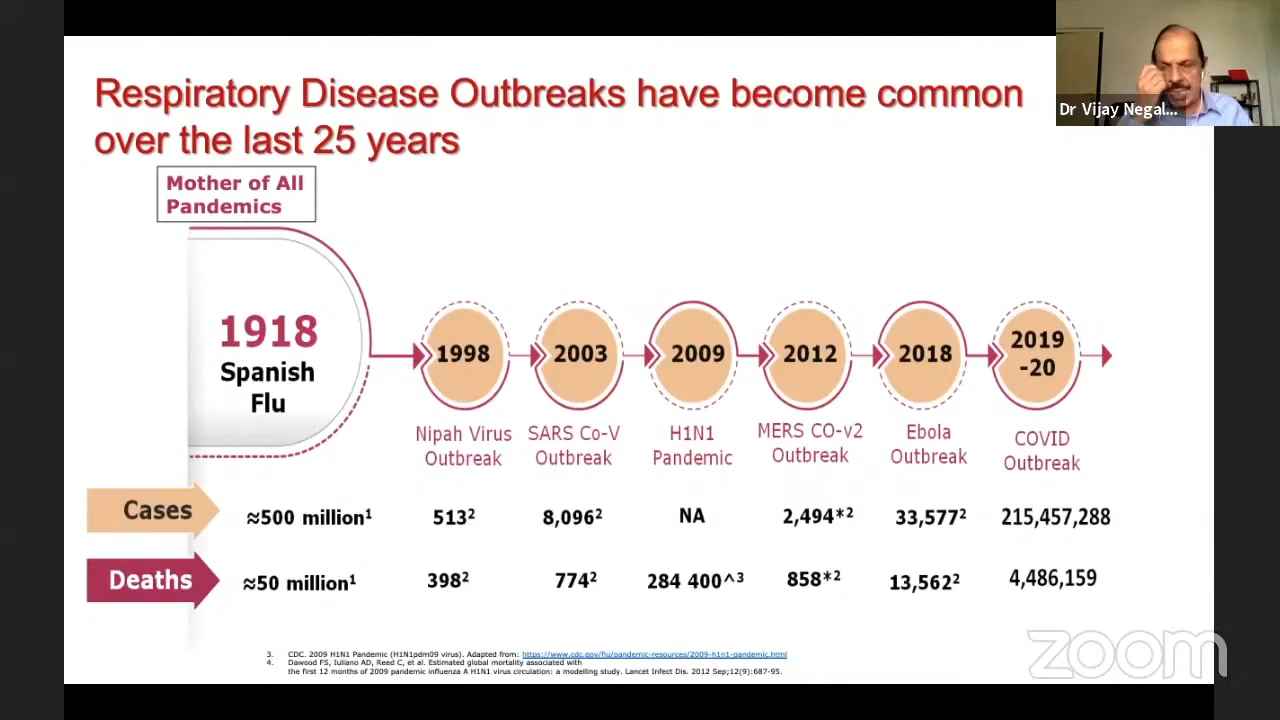 Respiratory Disease Outbreaks have become common
over the last 25 years
Dr Vijay Negal...
Mother of All
Pandemics
1918
Spanish
Flu
1998
2003
2009
2012
2018
2019
-20
Nipah Virus
Outbreak
SARS Co-V
Outbreak
H1N1
Pandemic
MERS CO-v2
Outbreak
Ebola
Outbreak
COVID
Outbreak
Cases
≈500 million¹
513²
8,096²
NA
2,494*²
33,577²
215,457,288
Deaths
≈50 million¹
398²
774²
284 400^³
858*²
13,562²
4,486,159
3. CDC. 2009 H1N1 Pandemic (H1N1pdm09 virus). Adapted from: https://www.cdc.gov/flu/pandemic-resources/2009-h1n1-pandemic.html
4. Dawood FS, Iuliano AD, Reed C, et al. Estimated global mortality associated with
the first 12 months of 2009 pandemic influenza A H1N1 virus circulation: a modelling study. Lancet Infect Dis. 2012 Sep;12(9):687-95.
zoom